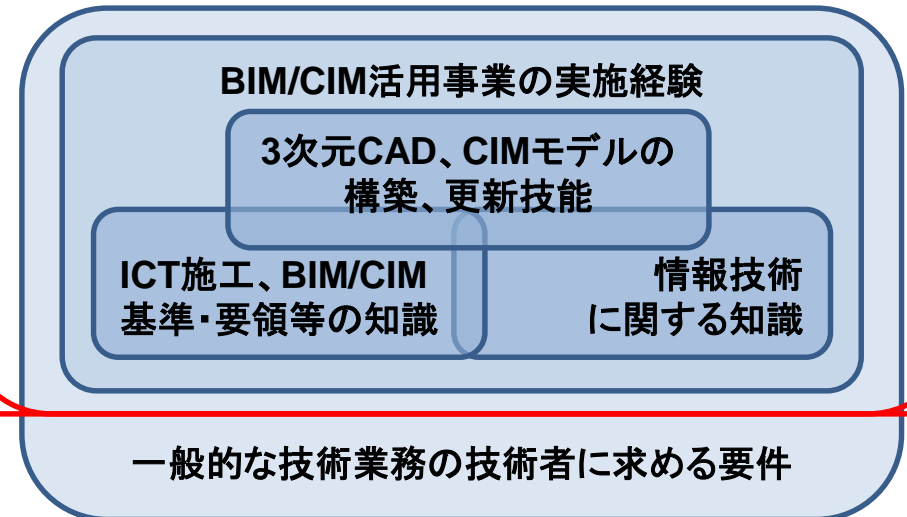 BIM/CIM活用事業の実施経験
3次元CAD、CIMモデルの
構築、更新技能
ICT施工、BIM/CIM
基準・要領等の知識
情報技術
に関する知識
一般的な技術業務の技術者に求める要件